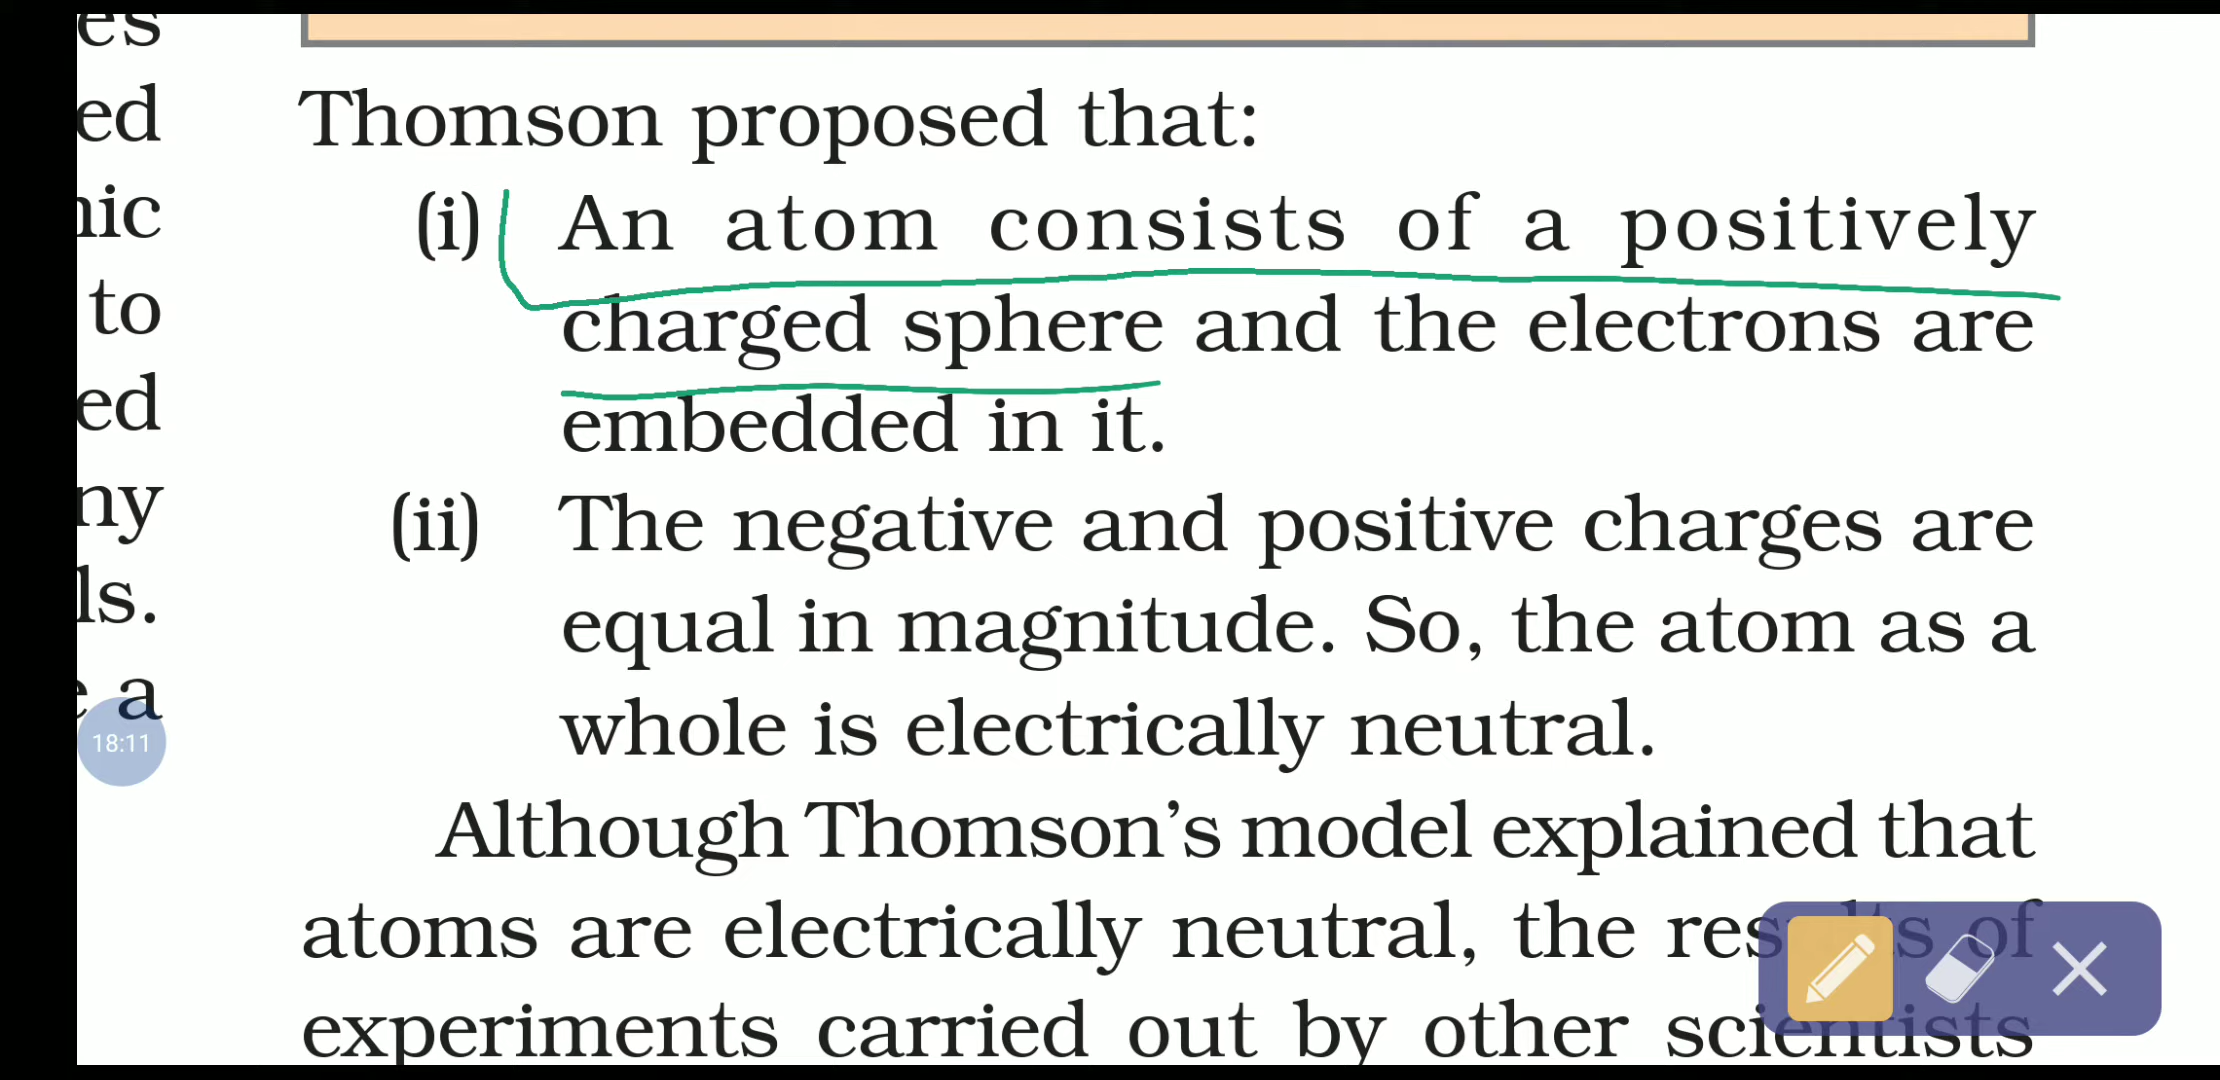 es
ed
nic
to
ed
ny
ls.
e a
18:11
Thomson proposed that:
(i) An atom consists of a positively
charged sphere and the electrons are
embedded in it.
(ii) The negative and positive charges are
equal in magnitude. So, the atom as a
whole is electrically neutral.
Although Thomson’s model explained that
atoms are electrically neutral, the results of
experiments carried out by other scientists